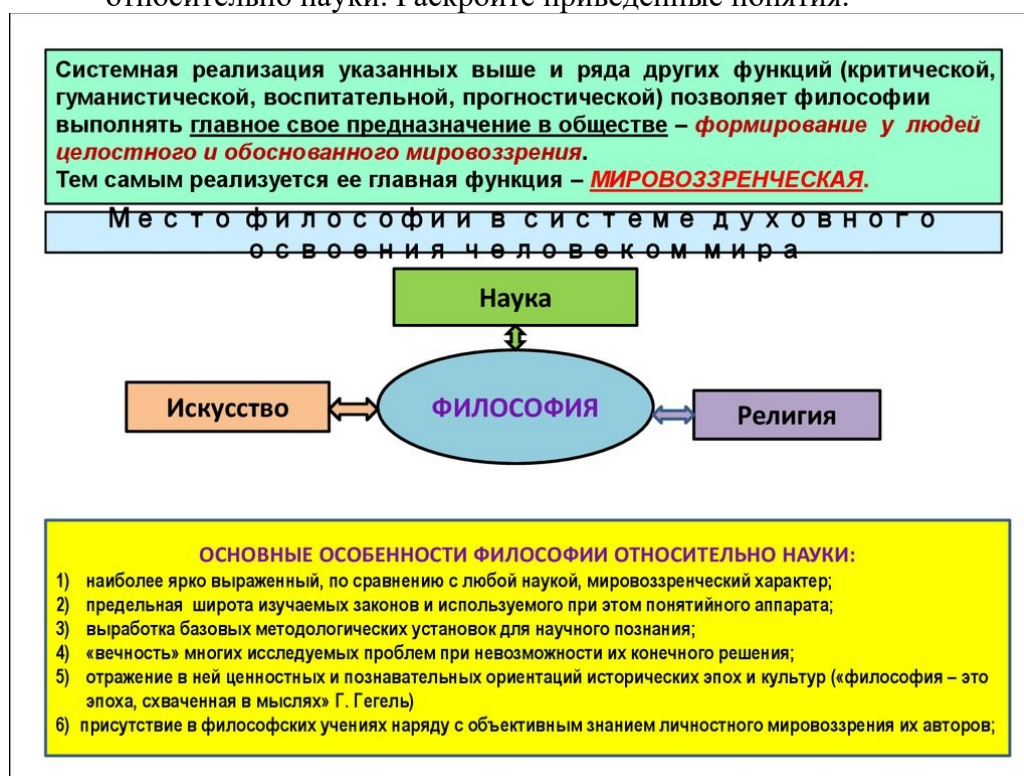 относительно науки. Раскройте приведенные понятия.
Системная реализация указанных выше и ряда других функций (критической,
гуманистической, воспитательной, прогностической) позволяет философии
выполнять главное свое предназначение в обществе – формирование у людей
целостного и обоснованного мировоззрения.
Тем самым реализуется ее главная функция – МИРОВОЗЗРЕНЧЕСКАЯ.
Место философии в системе духовного
освоения человеком мира
Наука
Искусство
ФИЛОСОФИЯ
Религия
ОСНОВНЫЕ ОСОБЕННОСТИ ФИЛОСОФИИ ОТНОСИТЕЛЬНО НАУКИ:
1) наиболее ярко выраженный, по сравнению с любой наукой, мировоззренческий характер;
2) предельная широта изучаемых законов и используемого при этом понятийного аппарата;
3) выработка базовых методологических установок для научного познания;
4) «вечность» многих исследуемых проблем при невозможности их конечного решения;
5) отражение в ней ценностных и познавательных ориентаций исторических эпох и культур («философия – это
эпоха, схваченная в мыслях» Г. Гегель)
6) присутствие в философских учениях наряду с объективным знанием личностного мировоззрения их авторов;